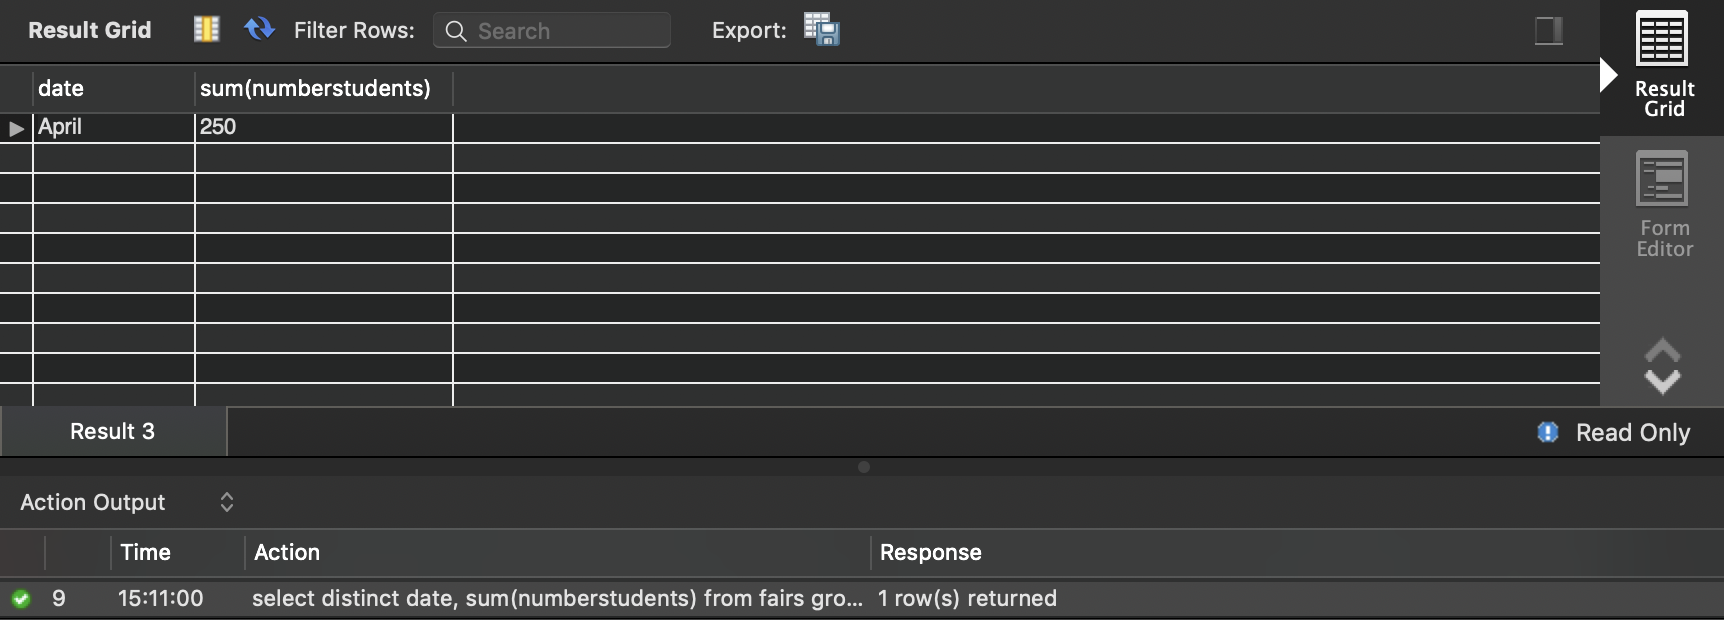 Result Grid Filter Rows: Search Export:
date sum(numberstudents)
April 250
Result
Grid
Form
Editor
Result 3 Read Only
Action Output
Time Action Response
9 15:11:00 select distinct date, sum(numberstudents) from fairs gro... 1 row(s) returned